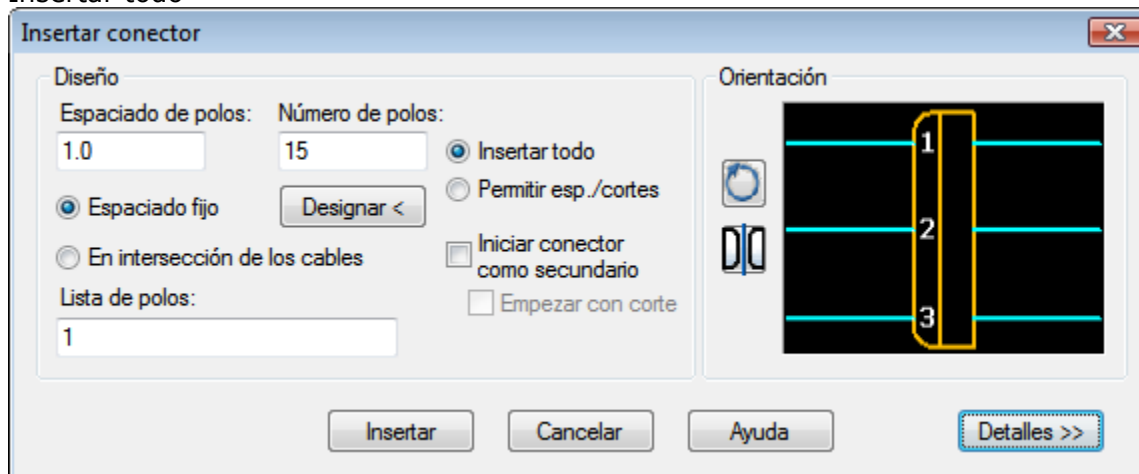 Insertar todo
Insertar conector
Diseño
Orientación
Espaciado de polos:
Número de polos:
1.0
15
Insertar todo
Permitir esp./cortes
Espaciado fijo
Designar <
En intersección de los cables
Iniciar conector
como secundario
Empezar con corte
Lista de polos:
1
1
2
3
Insertar
Cancelar
Ayuda
Detalles >>